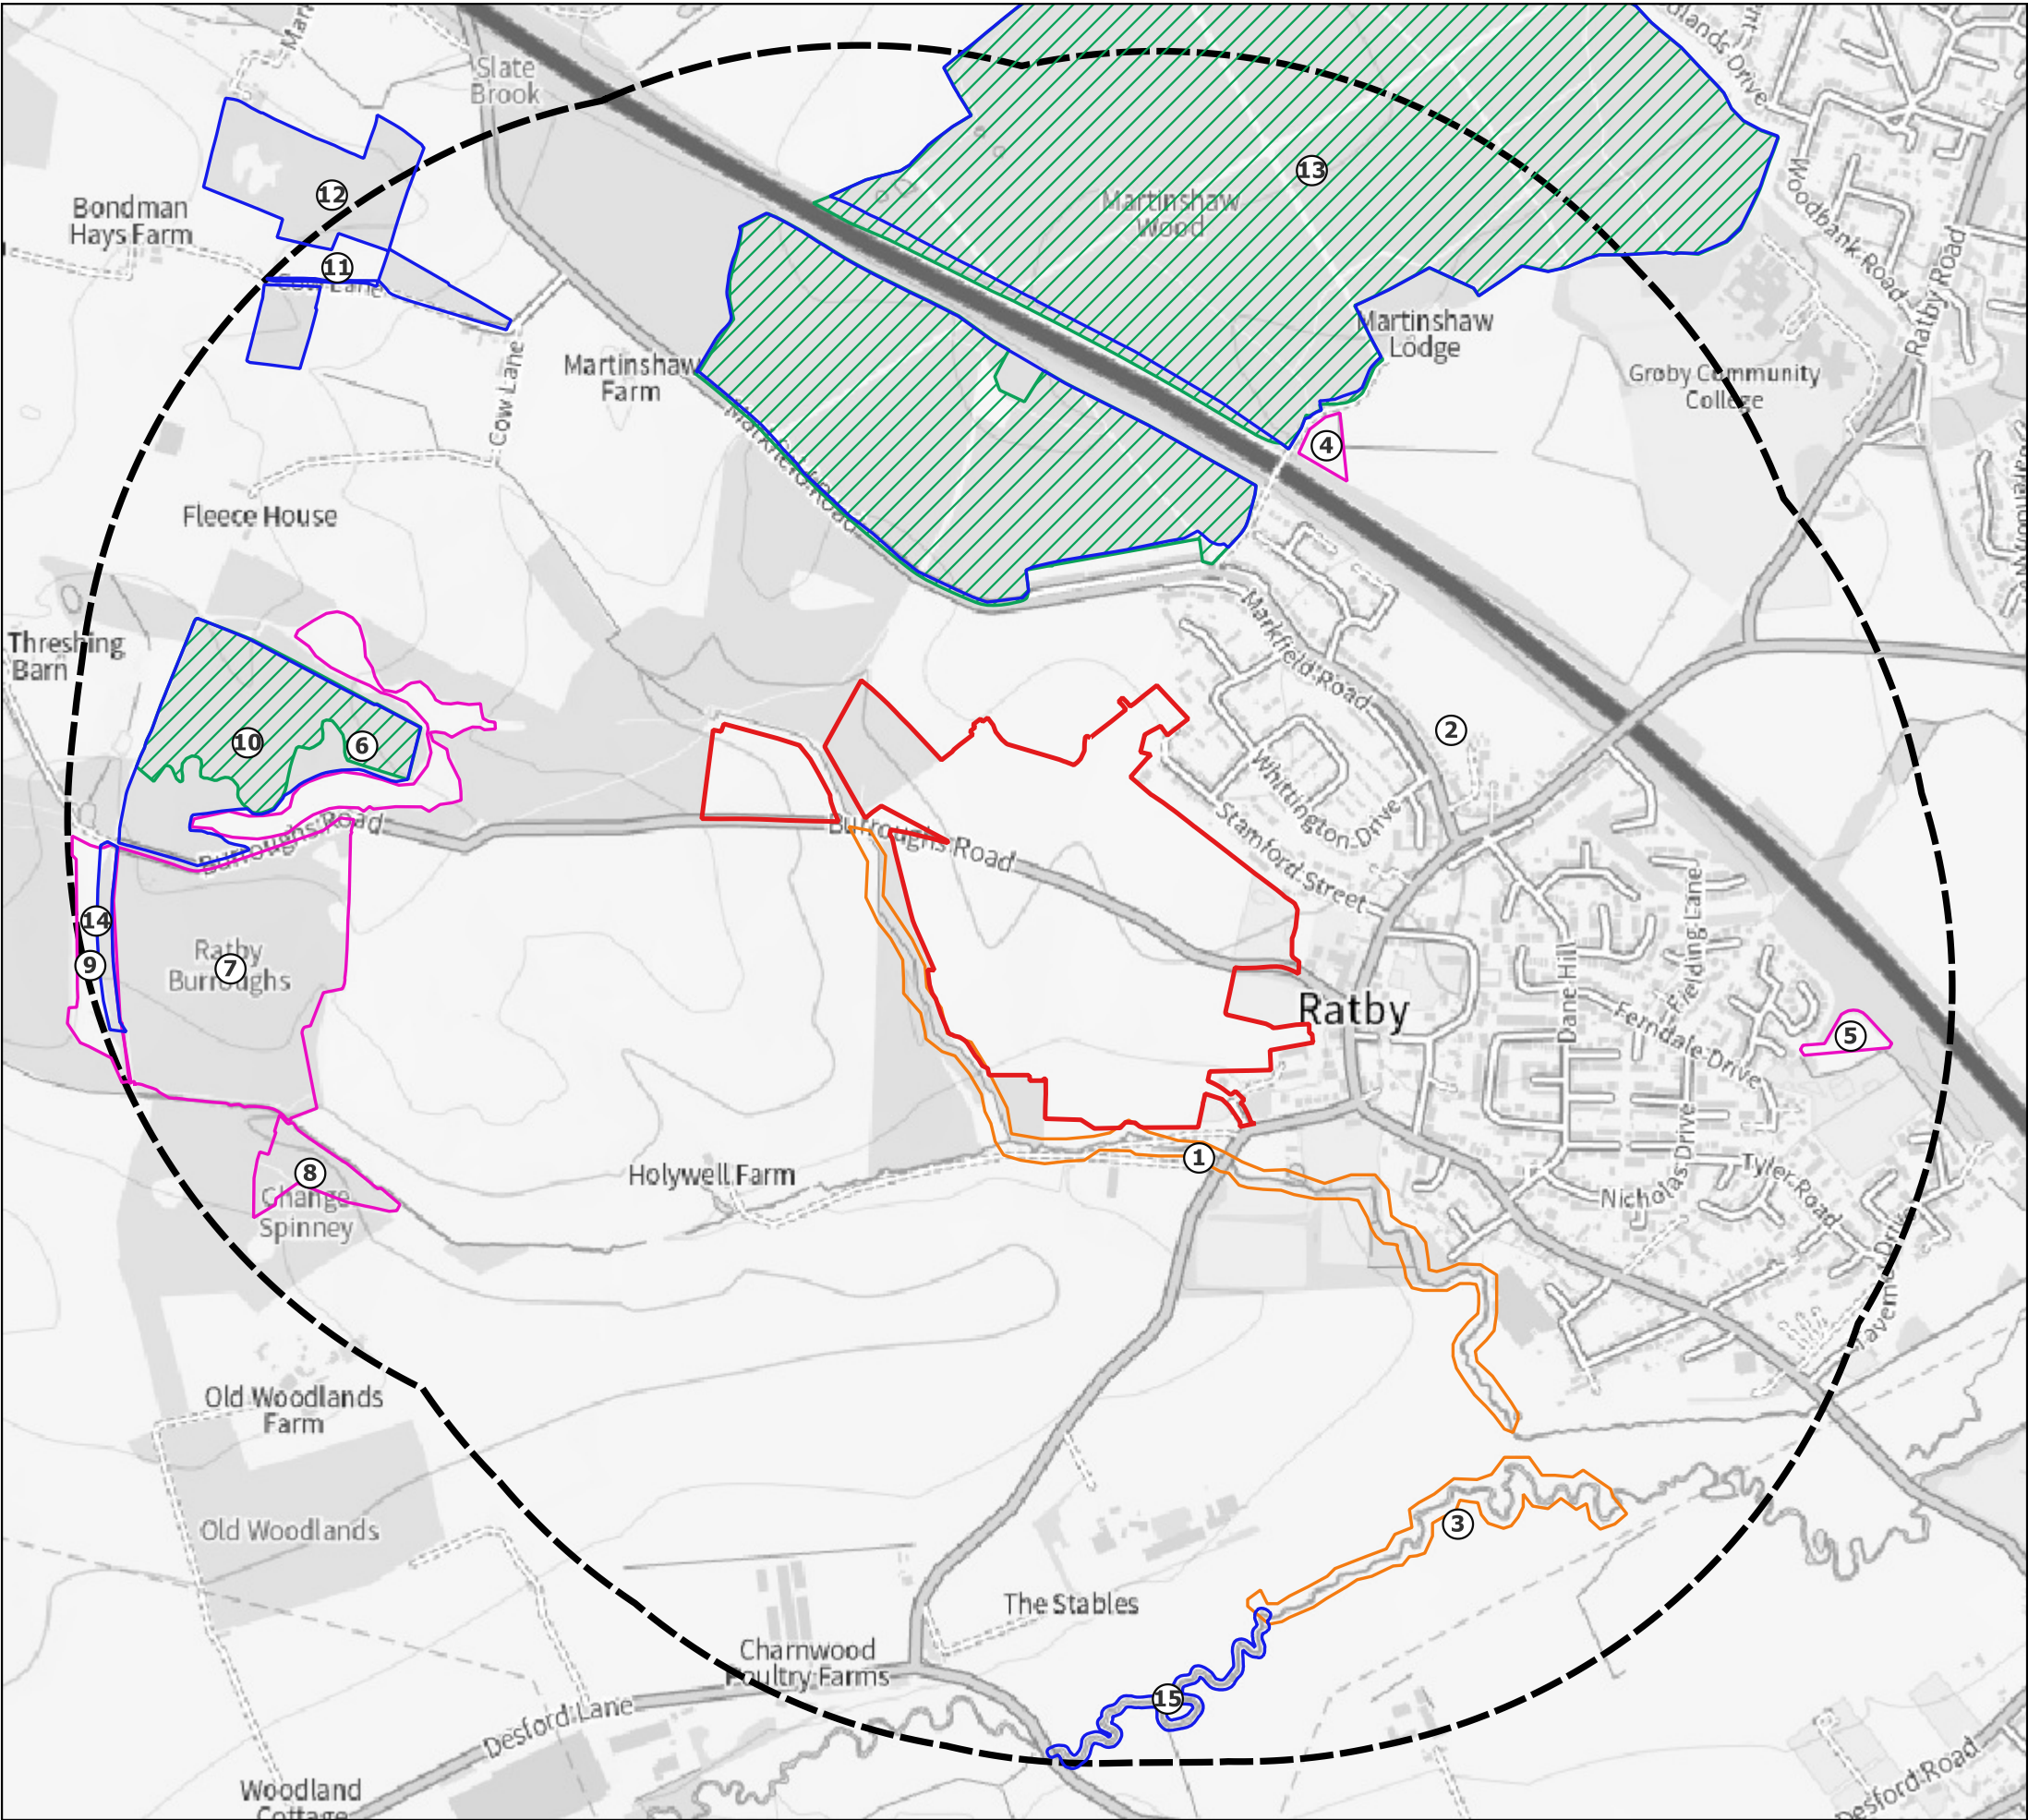 Slate
Brook
12
13
Bondman
Hays Farm
Martinshaw
Wood
Woodbank Road
11
Cow Lane
Ratby Road
Martinshaw
Lodge
Martinshaw
Farm
Groby Community
College
Cow Lane
Markfield Road
4
Fleece House
Threshing
Barn
Markfield Road
10
6
2
Whittington Drive
Burroughs Road
Burroughs Road
Stamford Street
14
9
Ratby
Burroughs
7
Fielding Lane
Dane Hill
Ratby
Ferndale Drive
5
1
8
Change
Spinney
Holywell Farm
Nicholas Drive
Tyler Road
Old Woodlands
Farm
Old Woodlands
3
The Stables
Charnwood
Poultry Farms
15
Desford Lane
Woodland
Cottage
Desford Road